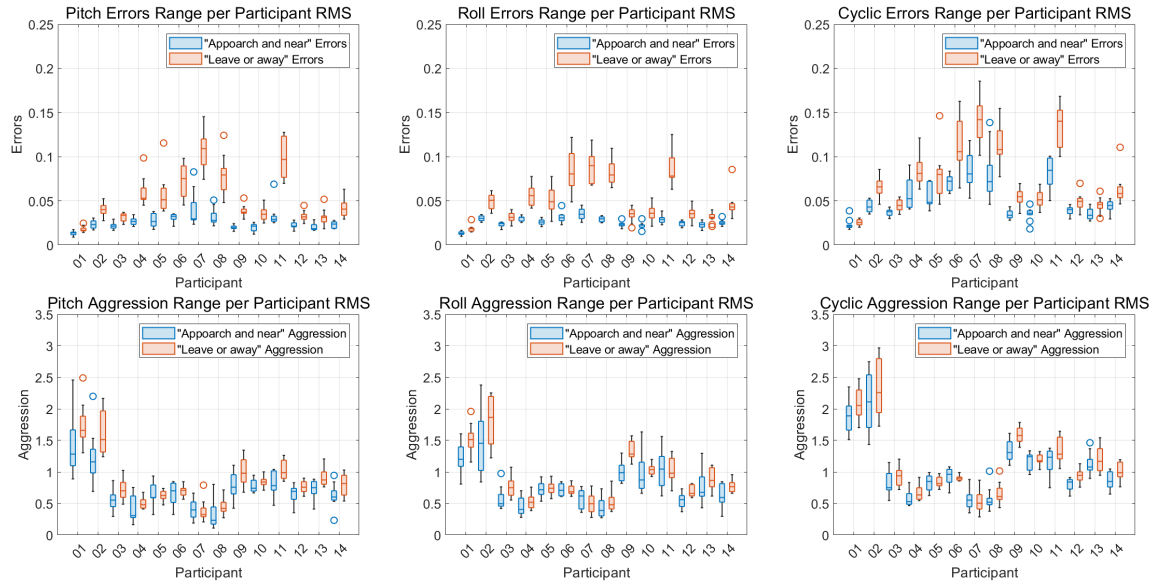 Pitch Errors Range per Participant RMS
0.25
0.2
0.15
0.1
0.05
0
Errors
"Appoarch and near" Errors
"Leave or away" Errors
01 02 03 04 05 06 07 08 09 10 11 12 13 14
Participant
Roll Errors Range per Participant RMS
0.25
0.2
0.15
0.1
0.05
0
Errors
"Appoarch and near" Errors
"Leave or away" Errors
01 02 03 04 05 06 07 08 09 10 11 12 13 14
Participant
Cyclic Errors Range per Participant RMS
0.25
0.2
0.15
0.1
0.05
0
Errors
"Appoarch and near" Errors
"Leave or away" Errors
01 02 03 04 05 06 07 08 09 10 11 12 13 14
Participant
Pitch Aggression Range per Participant RMS
3.5
3
2.5
2
1.5
1
0.5
0
Aggression
"Appoarch and near" Aggression
"Leave or away" Aggression
01 02 03 04 05 06 07 08 09 10 11 12 13 14
Participant
Roll Aggression Range per Participant RMS
3.5
3
2.5
2
1.5
1
0.5
0
Aggression
"Appoarch and near" Aggression
"Leave or away" Aggression
01 02 03 04 05 06 07 08 09 10 11 12 13 14
Participant
Cyclic Aggression Range per Participant RMS
3.5
3
2.5
2
1.5
1
0.5
0
Aggression
"Appoarch and near" Aggression
"Leave or away" Aggression
01 02 03 04 05 06 07 08 09 10 11 12 13 14
Participant